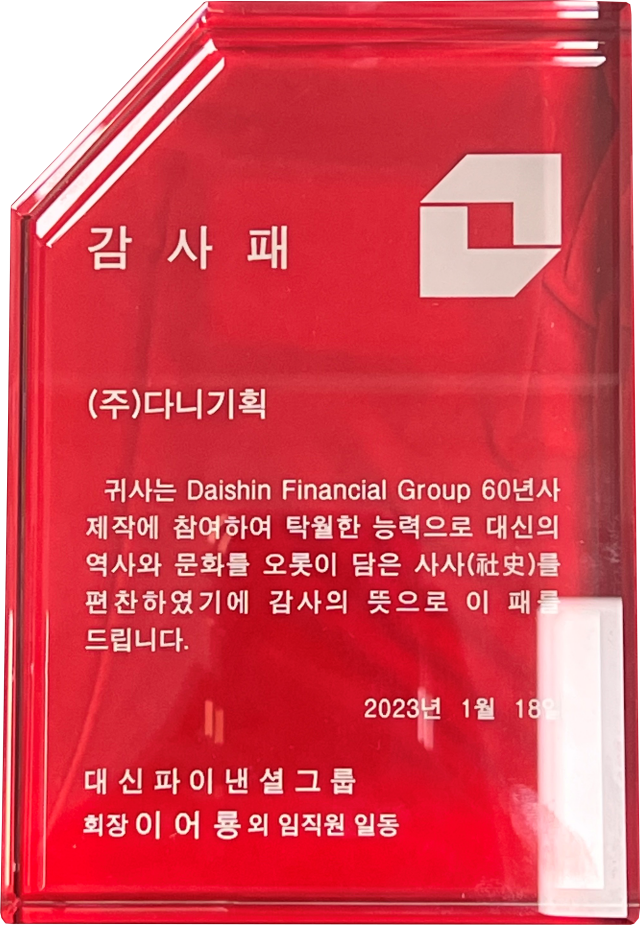 감 사 패
(주)다니기획
귀사는 Daishin Financial Group 60년사
제작에 참여하여 탁월한 능력으로 대신의
역사와 문화를 오롯이 담은 사사(社史)를
편찬하였기에 감사의 뜻으로 이 패를
드립니다.
2023년 1월 18일
대신파이낸셜그룹
회장 이 어 룡 외 임직원 일동